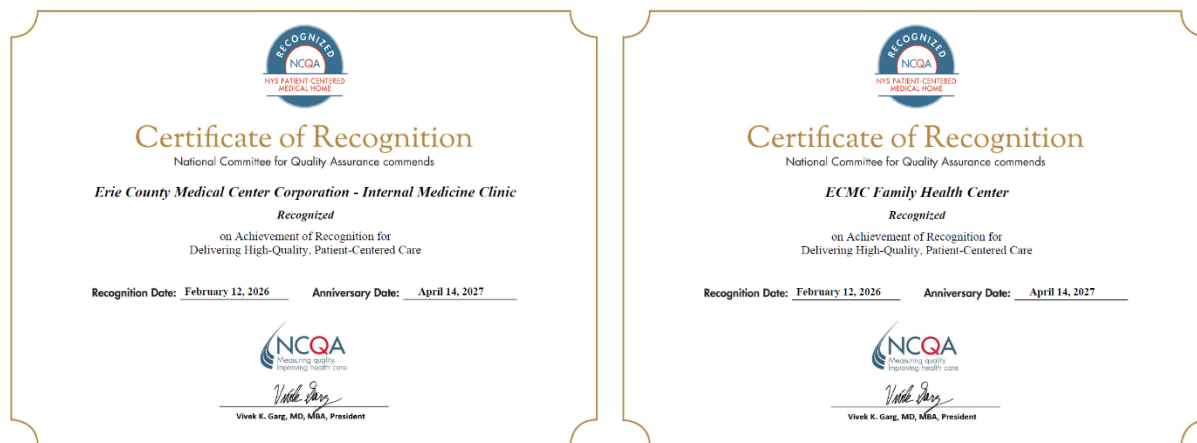 RECOGNIZED
NCQA
NYS PATIENT-CENTERED
MEDICAL HOME
Certificate of Recognition
National Committee for Quality Assurance commends
Erie County Medical Center Corporation - Internal Medicine Clinic
Recognized
on Achievement of Recognition for
Delivering High-Quality, Patient-Centered Care
Recognition Date: February 12, 2026 Anniversary Date: April 14, 2027
NCQA
Measuring quality.
Improving health care.
Vivek Garg
Vivek K. Garg, MD, MBA, President
RECOGNIZED
NCQA
NYS PATIENT-CENTERED
MEDICAL HOME
Certificate of Recognition
National Committee for Quality Assurance commends
ECMC Family Health Center
Recognized
on Achievement of Recognition for
Delivering High-Quality, Patient-Centered Care
Recognition Date: February 12, 2026 Anniversary Date: April 14, 2027
NCQA
Measuring quality.
Improving health care.
Vivek Garg
Vivek K. Garg, MD, MBA, President